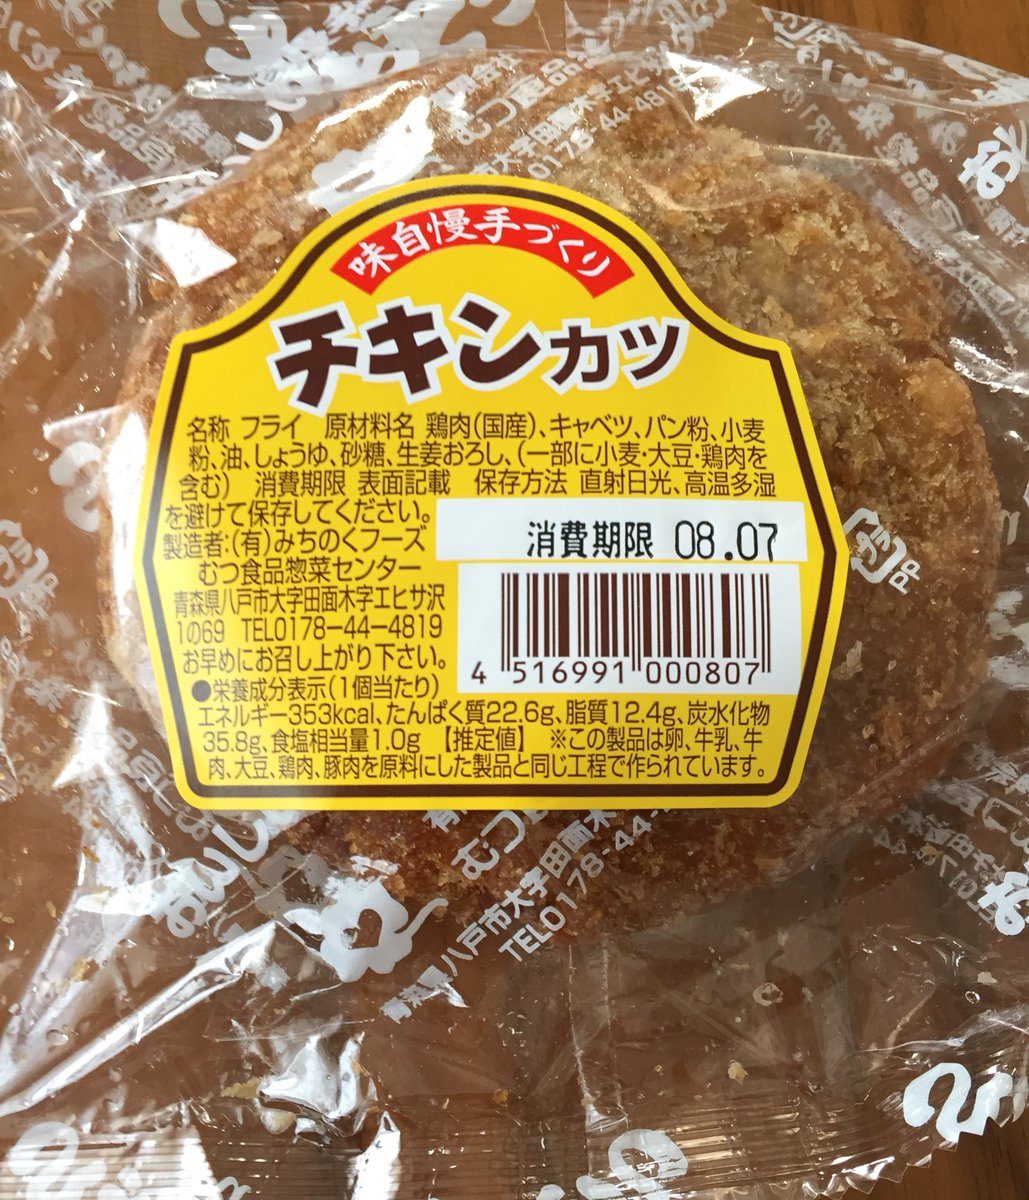 むつ食品
0178-44-4819
味自慢手づくり
チキンカツ
名称 フライ 原材料名 鶏肉(国産)、キャベツ、パン粉、小麦
粉、油、しょうゆ、砂糖、生姜おろし、(一部に小麦・大豆・鶏肉を
含む) 消費期限 表面記載 保存方法 直射日光、高温多湿
を避けて保存してください。
消費期限 08.07
製造者:(有)みちのくフーズ
むつ食品惣菜センター
青森県八戸市大字田面木字エヒサ沢
1の69 TEL0178-44-4819
お早めにお召し上がり下さい。
4 516991 000807
●栄養成分表示(1個当たり)
エネルギー353kcal、たんぱく質22.6g、脂質12.4g、炭水化物
35.8g、食塩相当量1.0g 【推定値】 ※この製品は卵、牛乳、牛
肉、大豆、鶏肉、豚肉を原料にした製品と同じ工程で作られています。
PP
八戸市大字田面木
TEL0178-44-